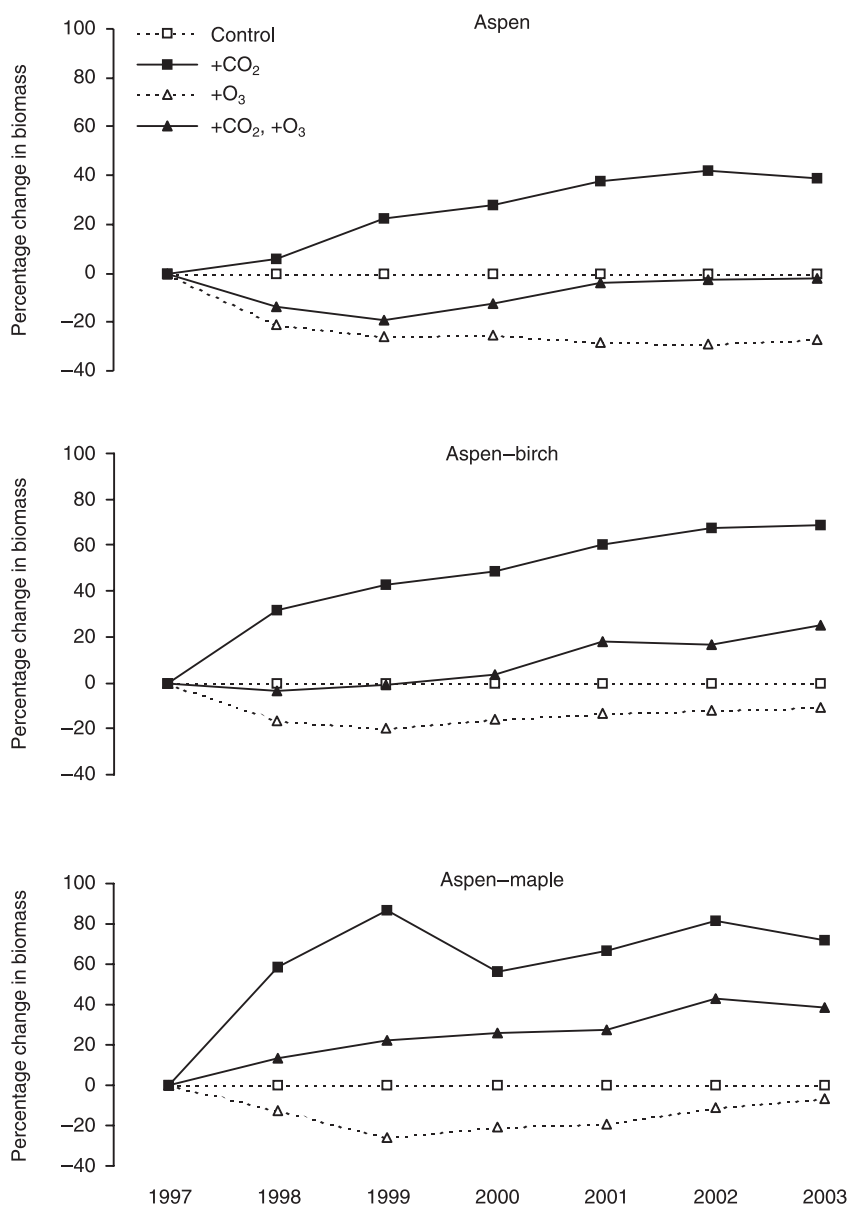 Aspen
Control
+CO₂
+O₃
+CO₂, +O₃
Percentage change in biomass
100
80
60
40
20
0
−20
−40
Aspen−birch
Percentage change in biomass
100
80
60
40
20
0
−20
−40
Aspen−maple
Percentage change in biomass
100
80
60
40
20
0
−20
−40
1997 1998 1999 2000 2001 2002 2003